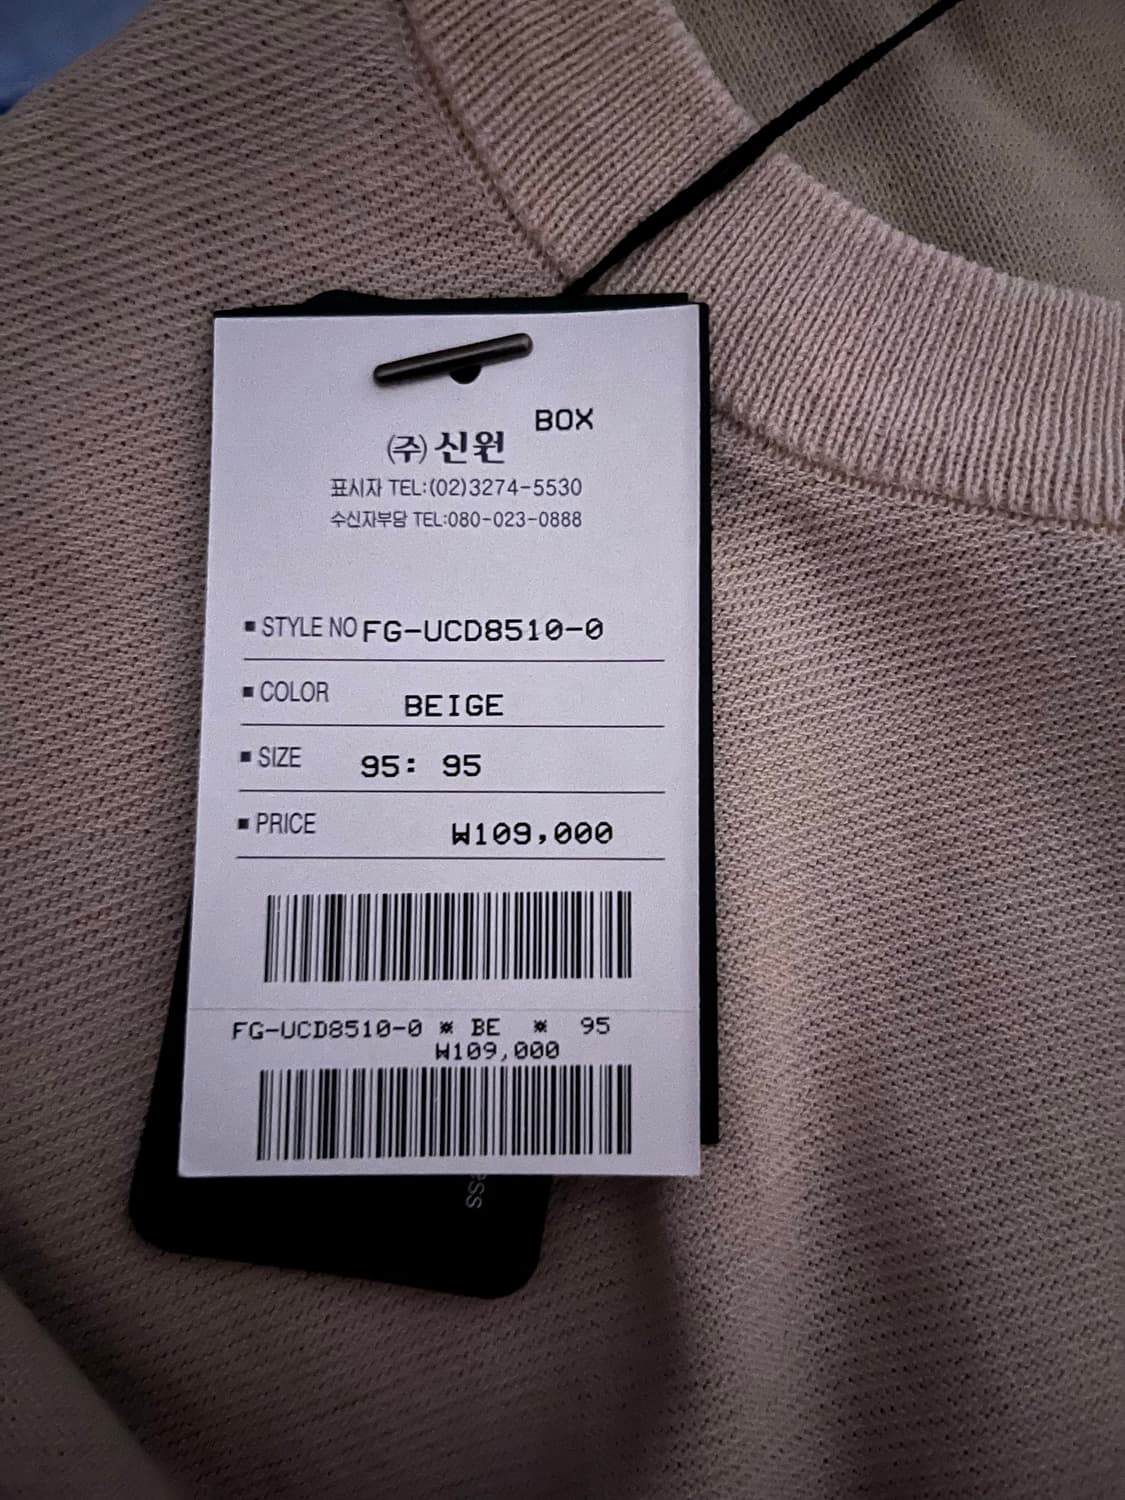 BOX
㈜신원
표시자 TEL:(02)3274-5530
수신자부담 TEL:080-023-0888
▪ STYLE NO FG-UCD8510-0
▪ COLOR BEIGE
▪ SIZE 95: 95
▪ PRICE ₩109,000
FG-UCD8510-0 ※ BE ※ 95
₩109,000